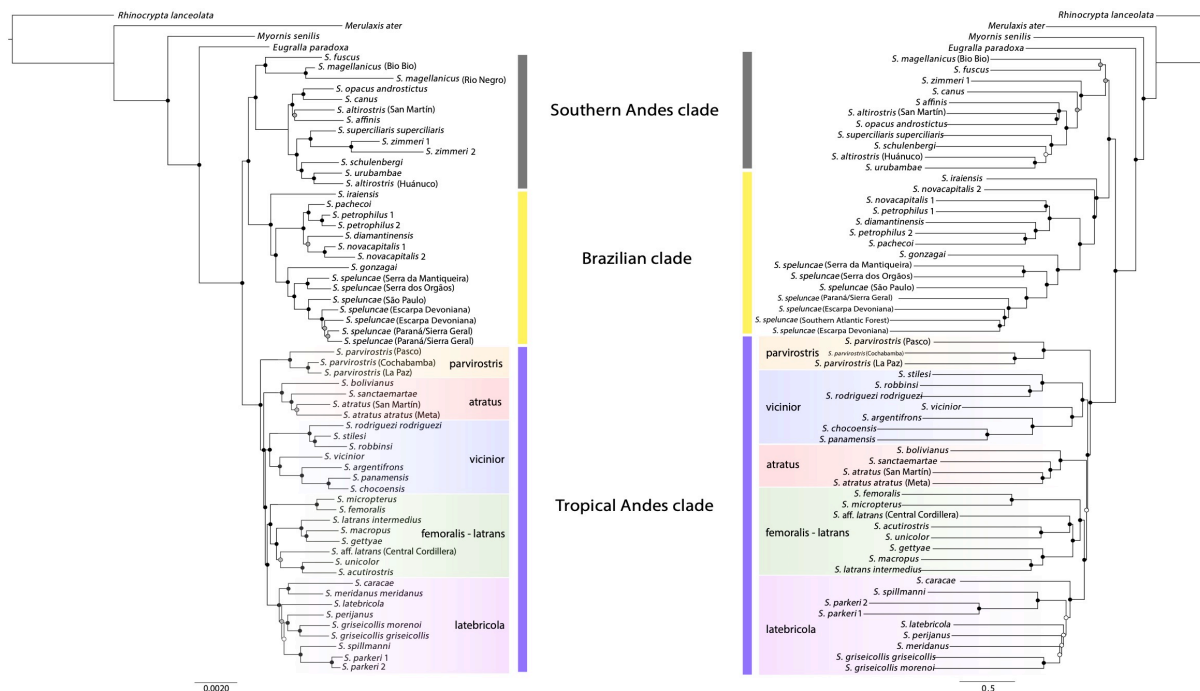 Rhinocrypta lanceolata
Merulaxis ater
Myornis senilis
Eugralla paradoxa
S. fuscus
S. magellanicus (Bio Bio)
S. magellanicus (Rio Negro)
S. opacus androstictus
S. canus
S. altirostris (San Martín)
S. affinis
S. superciliaris superciliaris
S. zimmeri 1
S. zimmeri 2
S. schulenbergi
S. urubambae
S. altirostris (Huánuco)
S. iraiensis
S. pachecoi
S. petrophilus 1
S. petrophilus 2
S. diamantinensis
S. novacapitalis 1
S. novacapitalis 2
S. gonzagai
S. speluncae (Serra da Mantiqueira)
S. speluncae (Serra dos Orgãos)
S. speluncae (São Paulo)
S. speluncae (Escarpa Devoniana)
S. speluncae (Escarpa Devoniana)
S. speluncae (Paraná/Sierra Geral)
S. speluncae (Paraná/Sierra Geral)
S. parvirostris (Pasco)
S. parvirostris (Cochabamba)
S. parvirostris (La Paz)
parvirostris
S. bolivianus
S. sanctaemartae
S. atratus (San Martín)
S. atratus atratus (Meta)
atratus
S. rodriguezi rodriguezi
S. stilesi
S. robbinsi
S. vicinior
S. argentifrons
S. panamensis
S. chocoensis
vicinior
S. micropterus
S. femoralis
S. latrans intermedius
S. macropus
S. gettyae
S. aff. latrans (Central Cordillera)
S. unicolor
S. acutirostris
femoralis - latrans
S. caracae
S. meridanus meridanus
S. latebricola
S. perijanus
S. griseicollis morenoi
S. griseicollis griseicollis
S. spillmanni
S. parkeri 1
S. parkeri 2
latebricola
0.0020
Southern Andes clade
Brazilian clade
Tropical Andes clade
Rhinocrypta lanceolata
Merulaxis ater
Myornis senilis
Eugralla paradoxa
S. magellanicus (Bio Bio)
S. fuscus
S. zimmeri 1
S. canus
S affinis
S. altirostris (San Martín)
S. opacus androstictus
S. superciliaris superciliaris
S. schulenbergi
S. altirostris (Huánuco)
S. urubambae
S. iraiensis
S. novacapitalis 2
S. novacapitalis 1
S. petrophilus 1
S. diamantinensis
S. petrophilus 2
S. pachecoi
S. gonzagai
S. speluncae (Serra da Mantiqueira)
S. speluncae (Serra dos Orgãos)
S. speluncae (São Paulo)
S. speluncae (Paraná/Sierra Geral)
S. speluncae (Escarpa Devoniana)
S. speluncae (Southern Atlantic Forest)
S. speluncae (Escarpa Devoniana)
S. parvirostris (Pasco)
S. parvirostris (Cochabamba)
S. parvirostris (La Paz)
parvirostris
S. stilesi
S. robbinsi
S. rodriguezi rodriguezi
S. vicinior
S. argentifrons
S. chocoensis
S. panamensis
vicinior
S. bolivianus
S. sanctaemartae
S. atratus (San Martín)
S. atratus atratus (Meta)
atratus
S. femoralis
S. micropterus
S. aff. latrans (Central Cordillera)
S. acutirostris
S. unicolor
S. gettyae
S. macropus
S. latrans intermedius
femoralis - latrans
S. caracae
S. spillmanni
S. parkeri 2
S. parkeri 1
S. latebricola
S. perijanus
S. meridanus
S. griseicollis griseicollis
S. griseicollis morenoi
latebricola
0.5